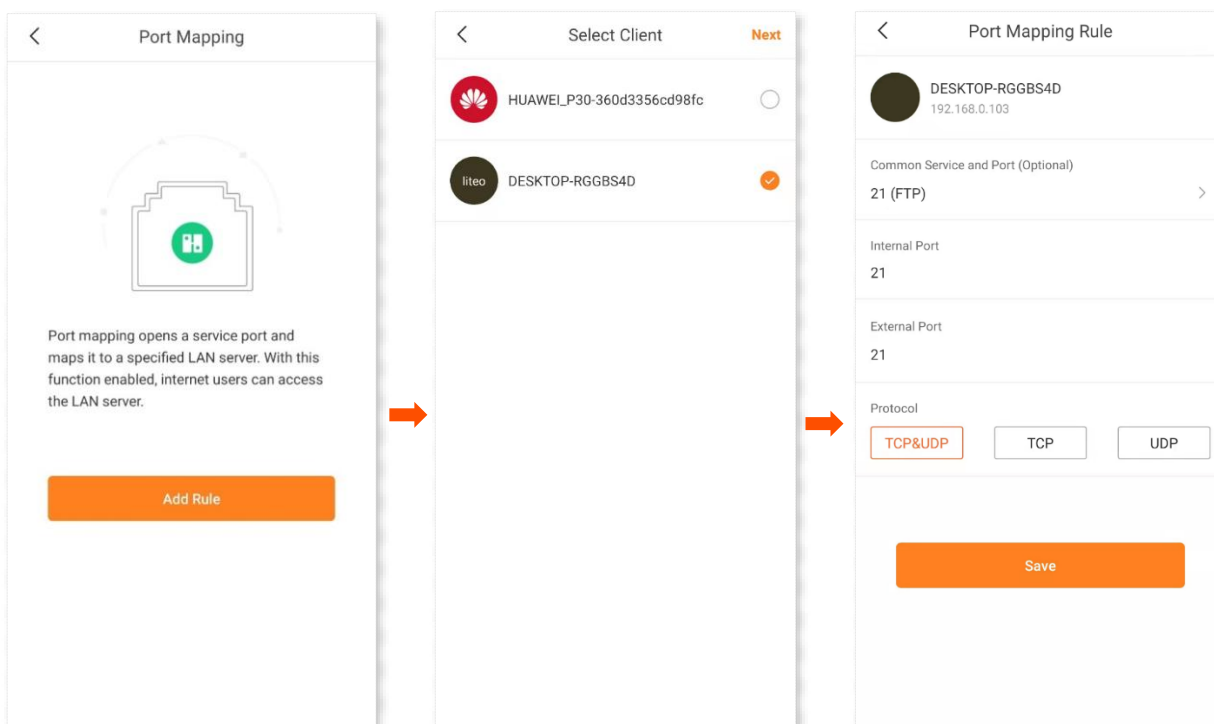 Port Mapping
Port mapping opens a service port and
maps it to a specified LAN server. With this
function enabled, internet users can access
the LAN server.
Add Rule
Select Client
Next
HUAWEI_P30-360d3356cd98fc
liteo
DESKTOP-RGGBS4D
Port Mapping Rule
DESKTOP-RGGBS4D
192.168.0.103
Common Service and Port (Optional)
21 (FTP)
Internal Port
21
External Port
21
Protocol
TCP&UDP
TCP
UDP
Save